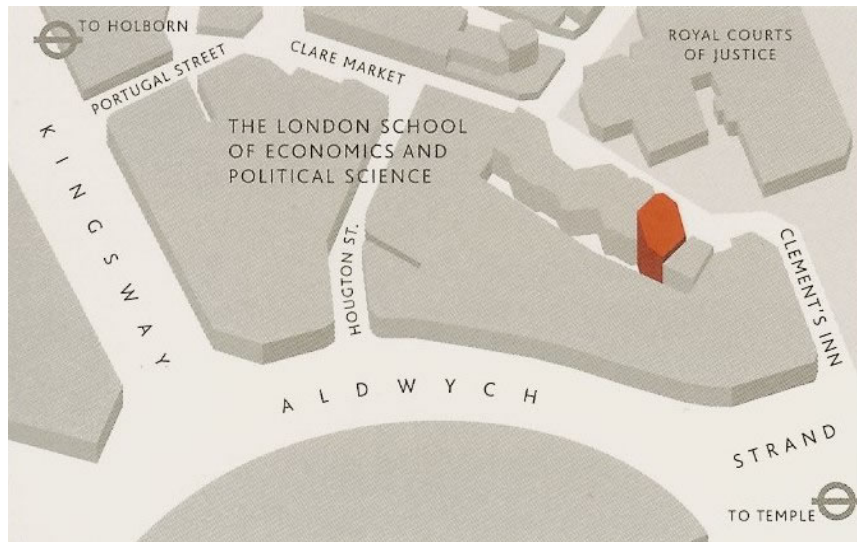 TO HOLBORN
PORTUGAL STREET
CLARE MARKET
ROYAL COURTS
OF JUSTICE
KINGSWAY
THE LONDON SCHOOL
OF ECONOMICS AND
POLITICAL SCIENCE
HOUGTON ST.
CLEMENT'S INN
ALDWYCH
STRAND
TO TEMPLE